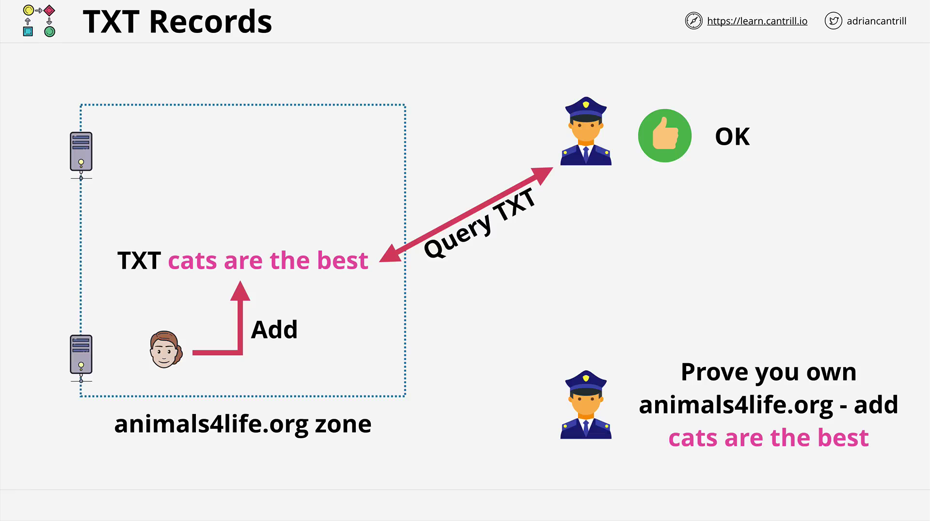 TXT Records
https://learn.cantrill.io
adriancantrill
OK
Query TXT
TXT cats are the best
Add
animals4life.org zone
Prove you own
animals4life.org - add
cats are the best